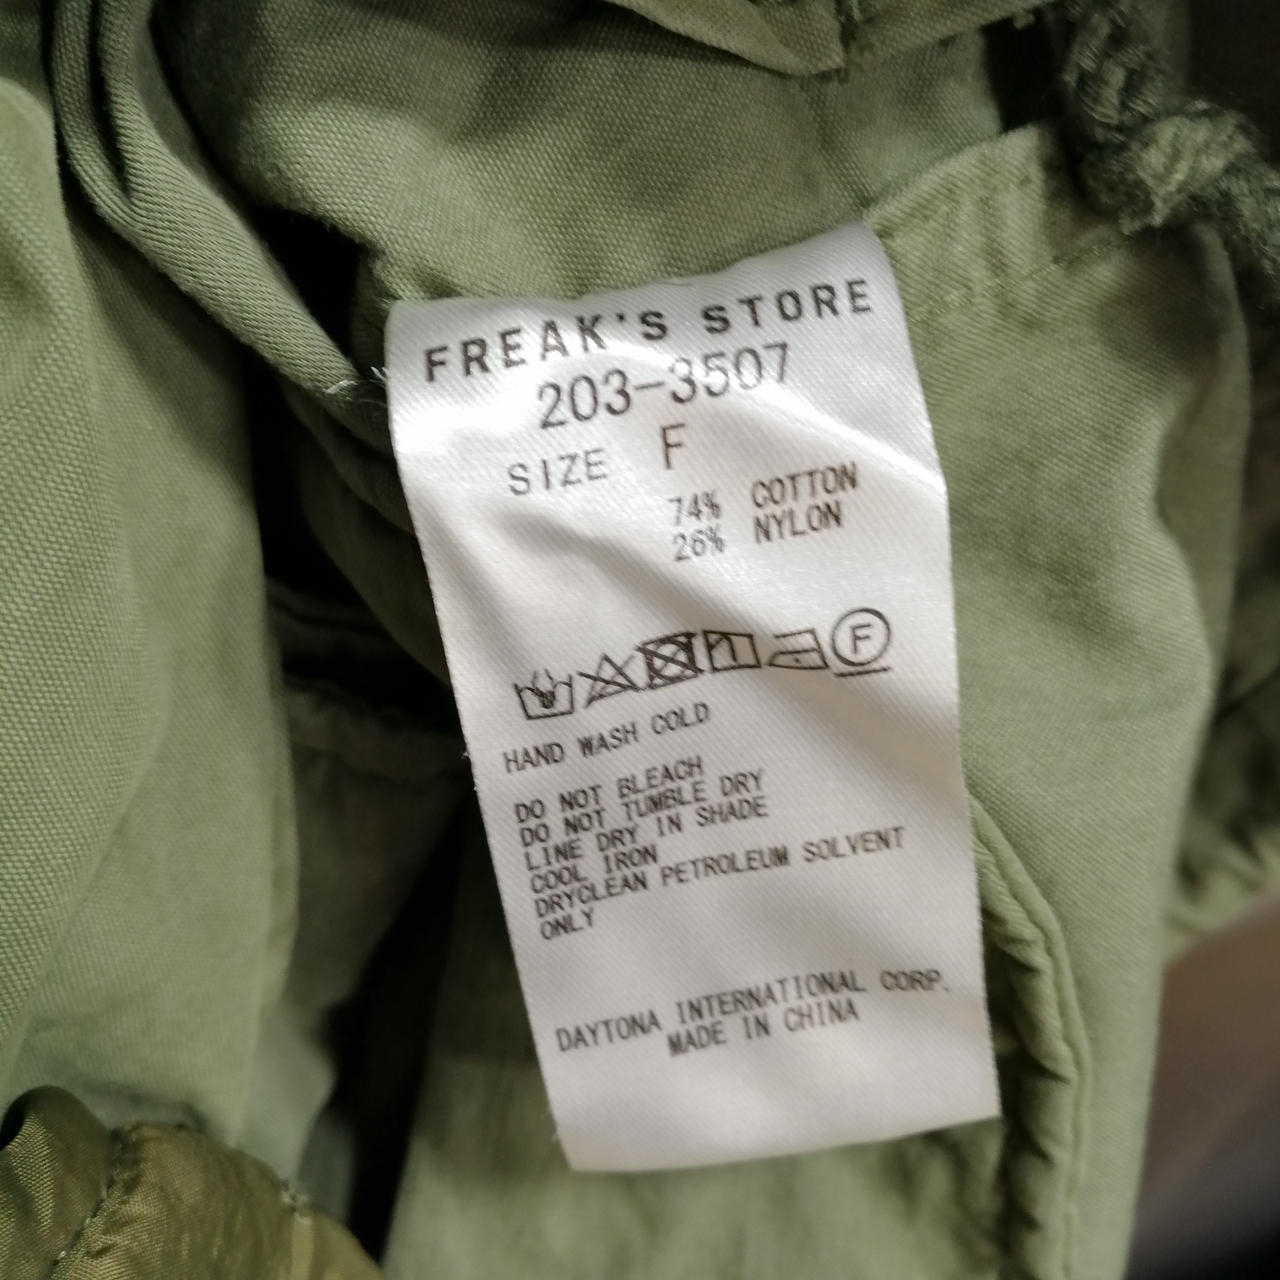 FREAK'S STORE
203-3507
SIZE F
74% COTTON
26% NYLON
F
HAND WASH COLD
DO NOT BLEACH
DO NOT TUMBLE DRY
LINE DRY IN SHADE
COOL IRON
DRYCLEAN PETROLEUM SOLVENT
ONLY
DAYTONA INTERNATIONAL CORP.
MADE IN CHINA